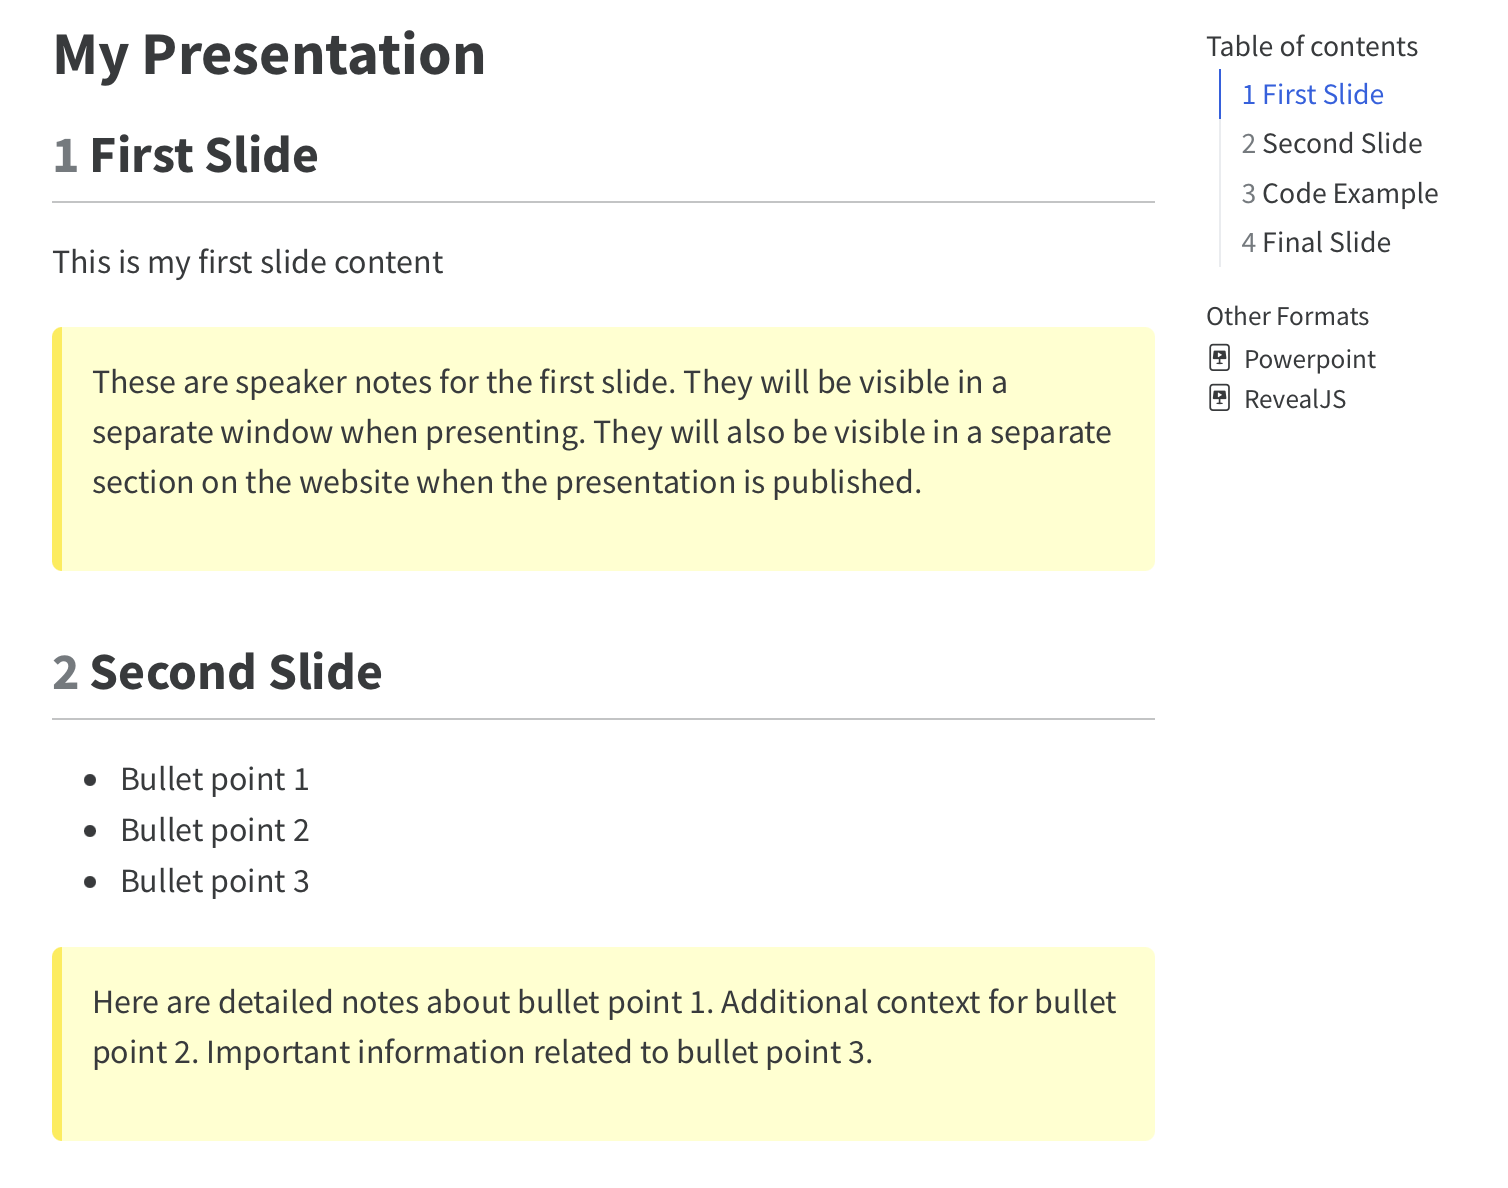 My Presentation
1 First Slide
This is my first slide content
These are speaker notes for the first slide. They will be visible in a
separate window when presenting. They will also be visible in a separate
section on the website when the presentation is published.
2 Second Slide
Bullet point 1
Bullet point 2
Bullet point 3
Here are detailed notes about bullet point 1. Additional context for bullet
point 2. Important information related to bullet point 3.
Table of contents
1 First Slide
2 Second Slide
3 Code Example
4 Final Slide
Other Formats
Powerpoint
RevealJS